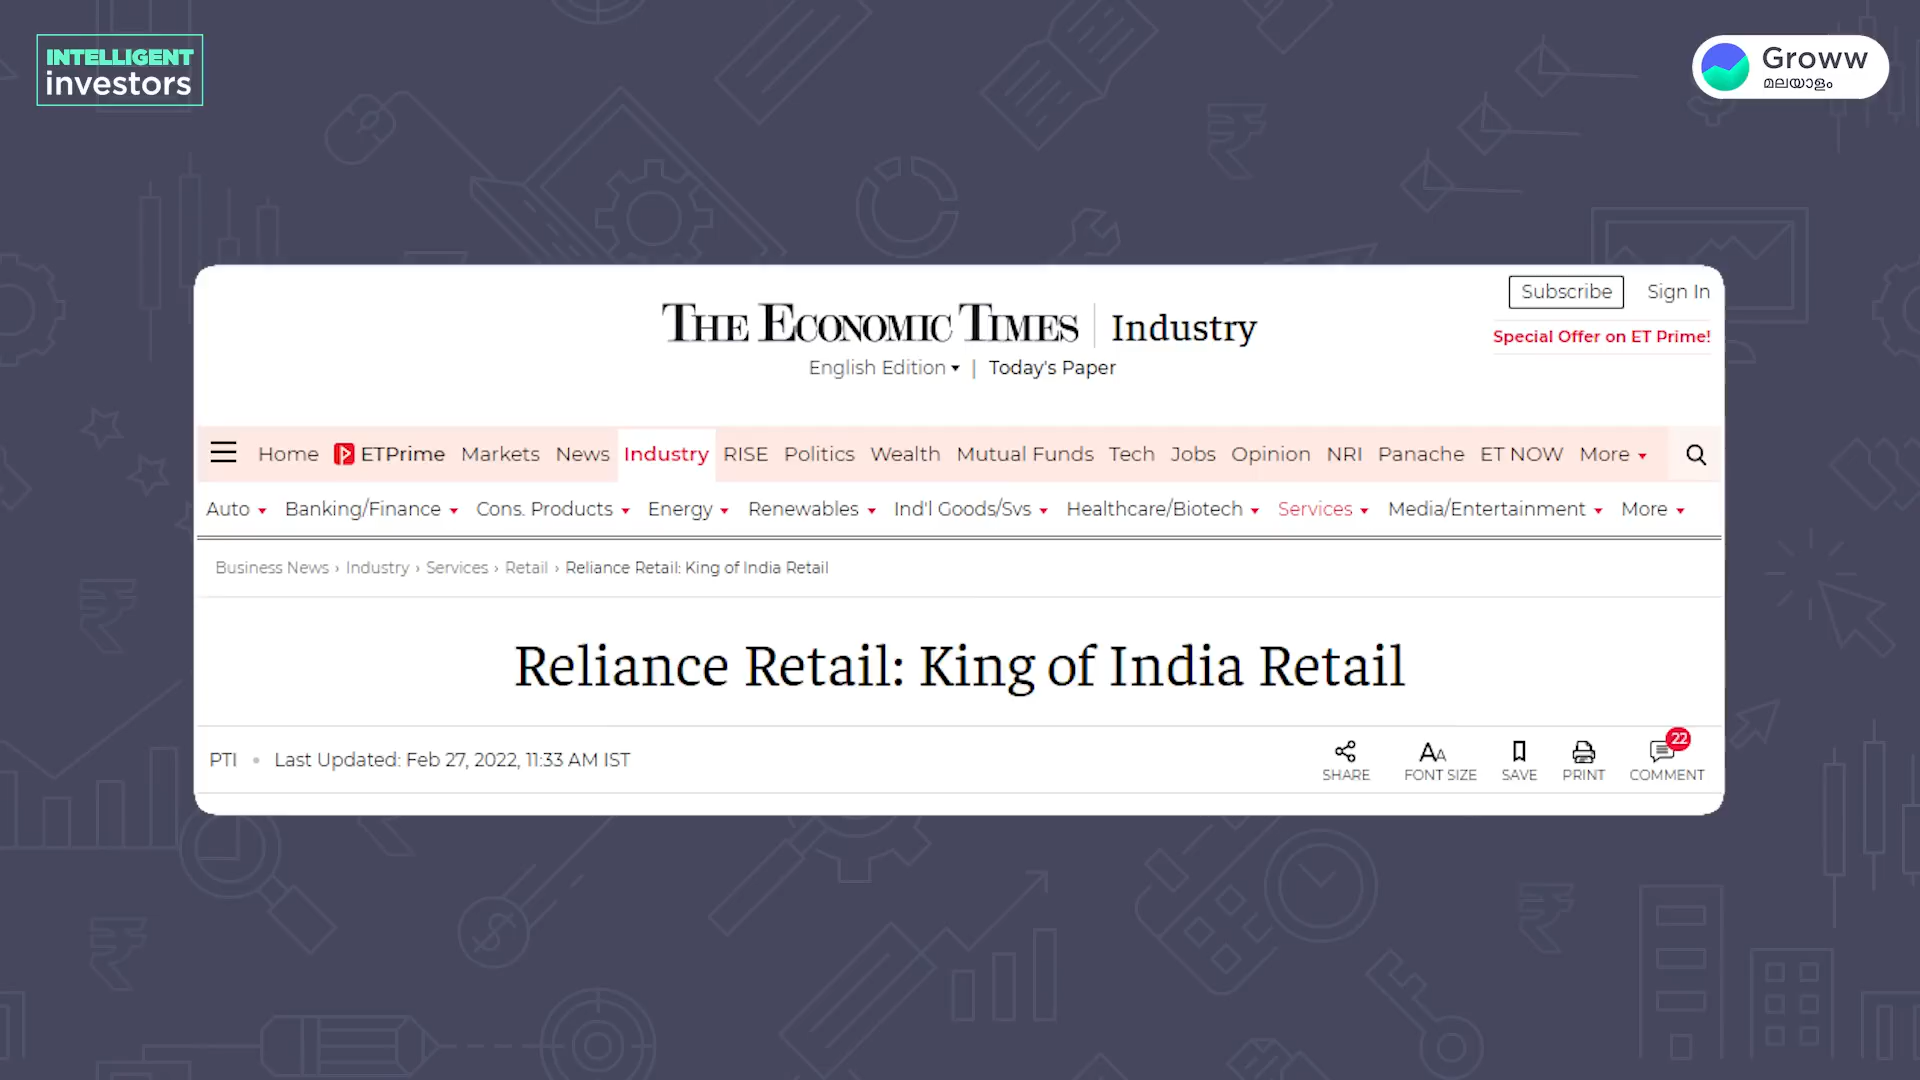 INTELLIGENT
investors
Groww
മലയാളം
Subscribe Sign In
THE ECONOMIC TIMES Industry
Special Offer on ET Prime!
English Edition | Today's Paper
Home ETPrime Markets News Industry RISE Politics Wealth Mutual Funds Tech Jobs Opinion NRI Panache ET NOW More
Auto Banking/Finance Cons. Products Energy Renewables Ind'l Goods/Svs Healthcare/Biotech Services Media/Entertainment More
Business News › Industry › Services › Retail › Reliance Retail: King of India Retail
Reliance Retail: King of India Retail
22
PTI • Last Updated: Feb 27, 2022, 11:33 AM IST
SHARE FONT SIZE SAVE PRINT COMMENT